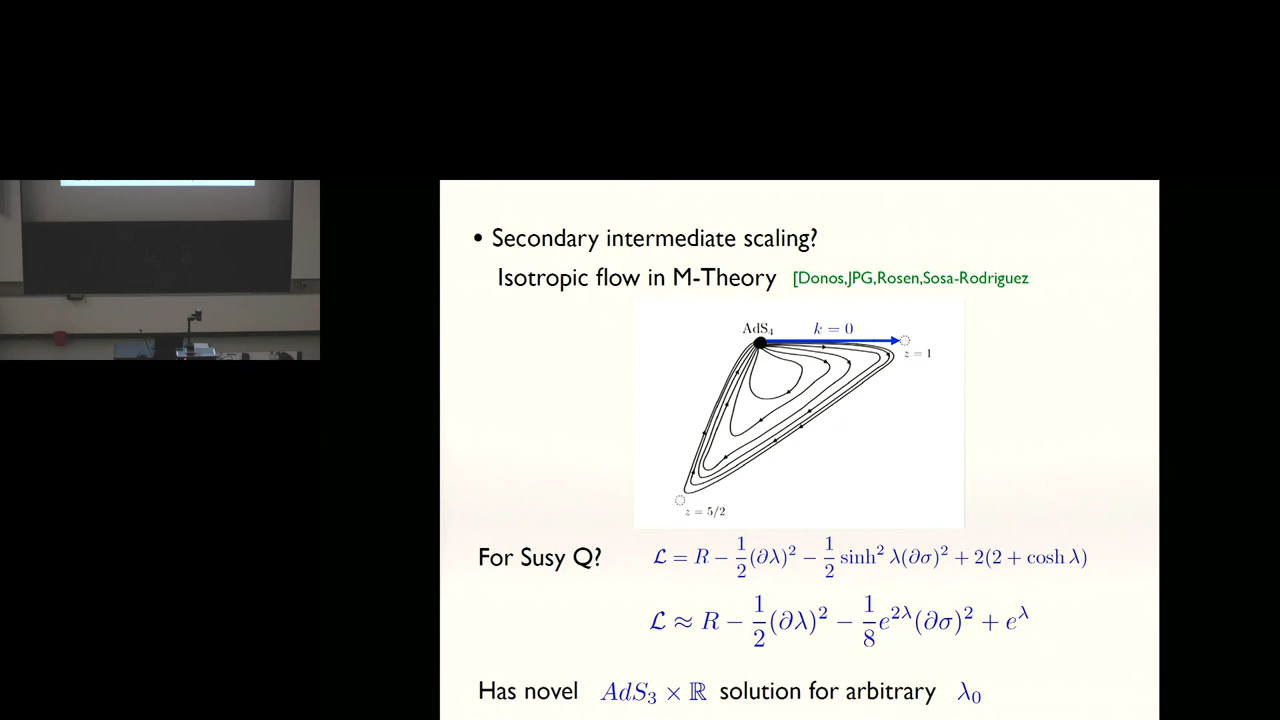 • Secondary intermediate scaling?
Isotropic flow in M-Theory [Donos,JPG,Rosen,Sosa-Rodriguez
AdS₄ k = 0
z = 1
z = 5/2
For Susy Q? ℒ = R − 1/2(∂λ)² − 1/2 sinh² λ(∂σ)² + 2(2 + cosh λ)
ℒ ≈ R − 1/2(∂λ)² − 1/8 e^{2λ}(∂σ)² + e^λ
Has novel AdS₃ × ℝ solution for arbitrary λ₀